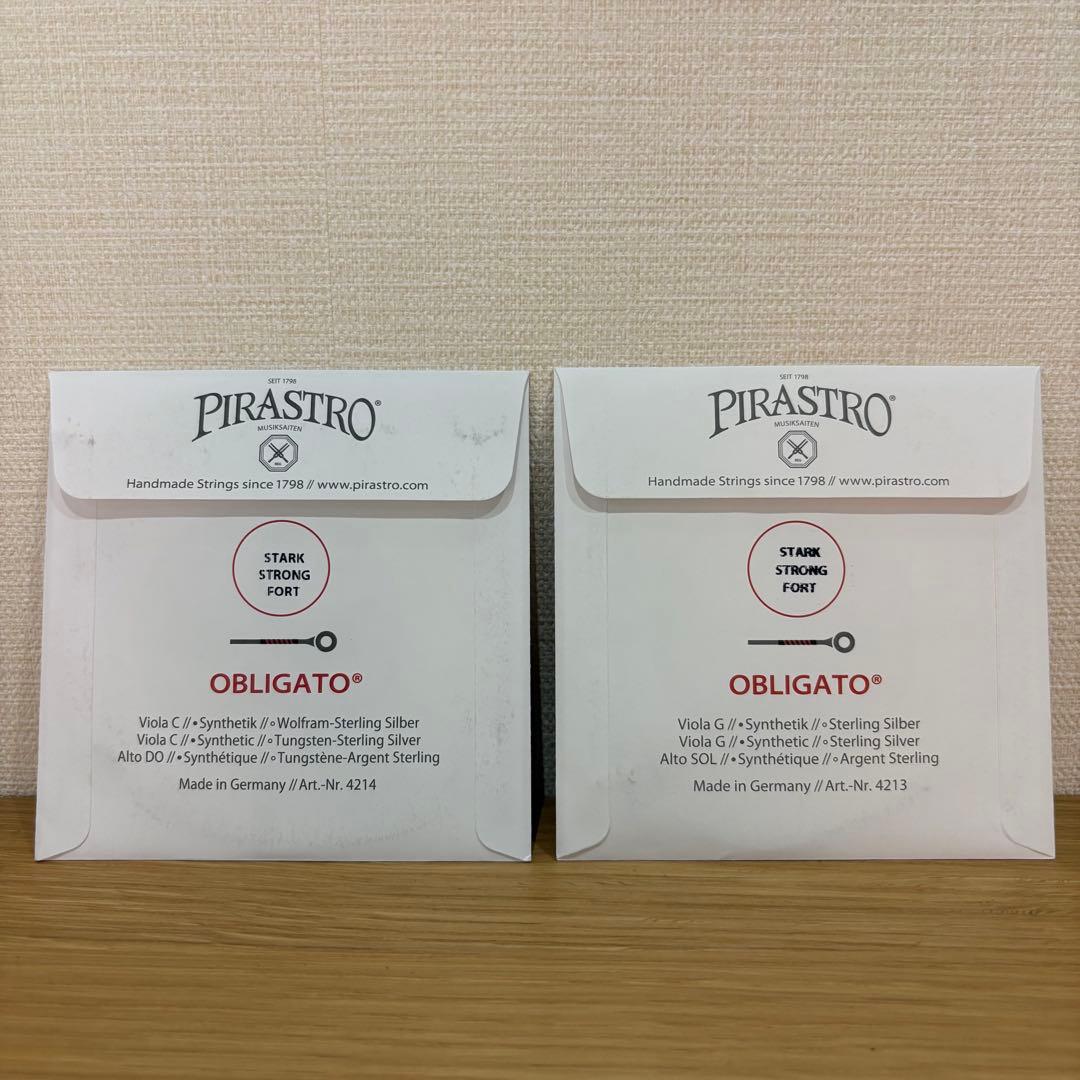 SEIT 1798
PIRASTRO®
MUSIKSAITEN
REG
Handmade Strings since 1798 // www.pirastro.com
STARK
STRONG
FORT
OBLIGATO®
Viola C //•Synthetik //∘Wolfram-Sterling Silber
Viola C //•Synthetic //∘Tungsten-Sterling Silver
Alto DO //•Synthétique //∘Tungstène-Argent Sterling
Made in Germany // Art.-Nr. 4214
SEIT 1798
PIRASTRO®
MUSIKSAITEN
REG
Handmade Strings since 1798 // www.pirastro.com
STARK
STRONG
FORT
OBLIGATO®
Viola G //•Synthetik //∘Sterling Silber
Viola G //•Synthetic //∘Sterling Silver
Alto SOL //•Synthétique //∘Argent Sterling
Made in Germany // Art.-Nr. 4213